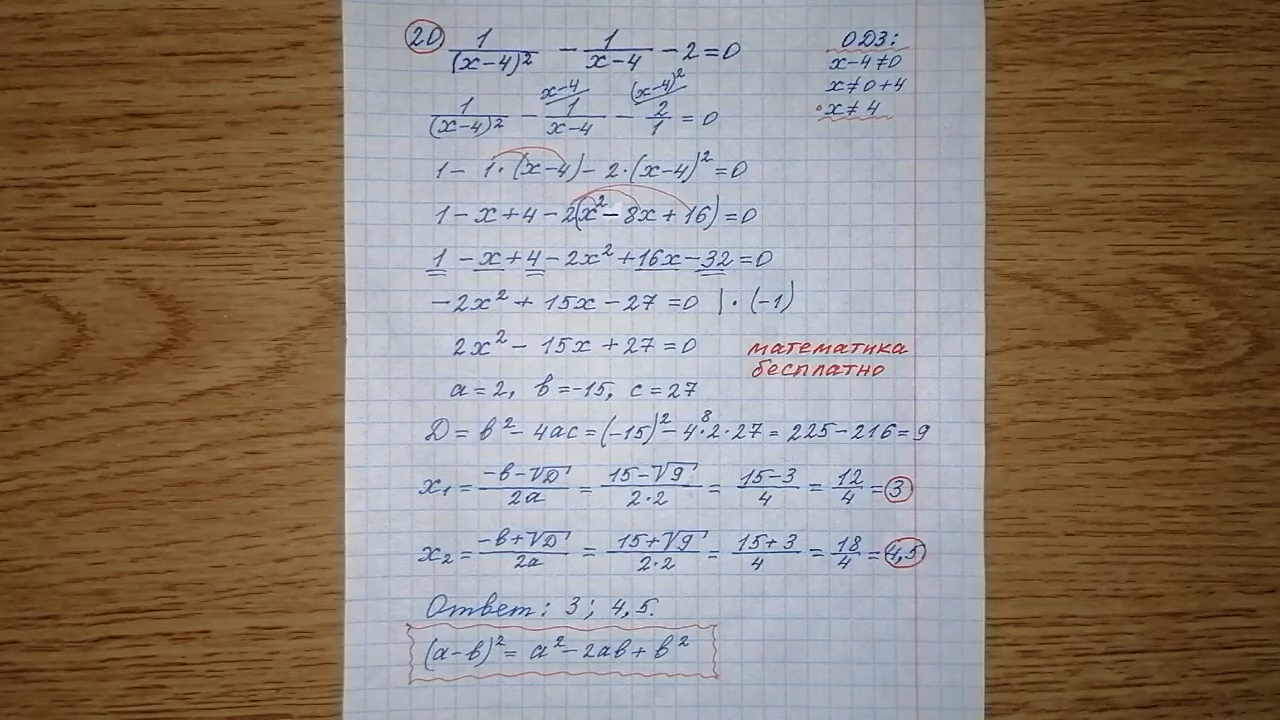 20 1/(x-4)² - 1/(x-4) - 2 = 0
ОДЗ:
x-4≠0
x≠0+4
x≠4
1/(x-4)² - x-4 1/(x-4) - (x-4)² 2/1 = 0
1 - 1·(x-4) - 2·(x-4)² = 0
1 - x + 4 - 2(x² - 8x + 16) = 0
1 - x + 4 - 2x² + 16x - 32 = 0
-2x² + 15x - 27 = 0 |·(-1)
2x² - 15x + 27 = 0
математика
бесплатно
a = 2, в = -15, c = 27
D = в² - 4ac = (-15)² - 4·2·27 8 = 225 - 216 = 9
x₁ = (-в-√D)/2a = (15-√9)/(2·2) = (15-3)/4 = 12/4 = 3
x₂ = (-в+√D)/2a = (15+√9)/(2·2) = (15+3)/4 = 18/4 = 4,5
Ответ: 3; 4,5.
(a-в)² = a² - 2aв + в²